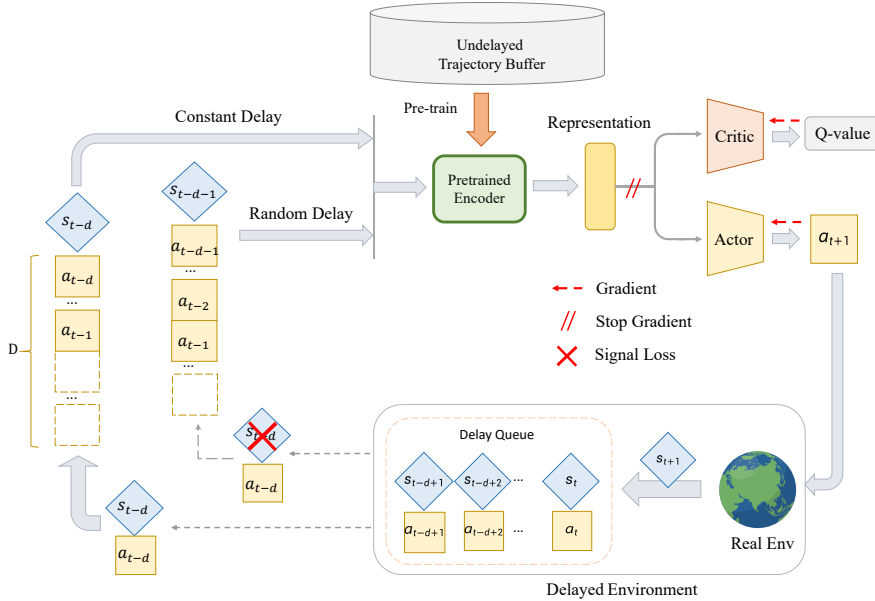 Undelayed
Trajectory Buffer
Pre-train
Constant Delay
Representation
Critic
Q-value
Pretrained
Encoder
s_{t-d}
s_{t-d-1}
Random Delay
a_{t-d-1}
...
a_{t-d}
...
a_{t-2}
a_{t-1}
...
a_{t-1}
D
Actor
a_{t+1}
Gradient
Stop Gradient
Signal Loss
s_{t-d}
a_{t-d}
s_{t-d}
a_{t-d}
Delay Queue
s_{t-d+1} s_{t-d+2} ... s_t
a_{t-d+1} a_{t-d+2} ... a_t
s_{t+1}
Real Env
Delayed Environment